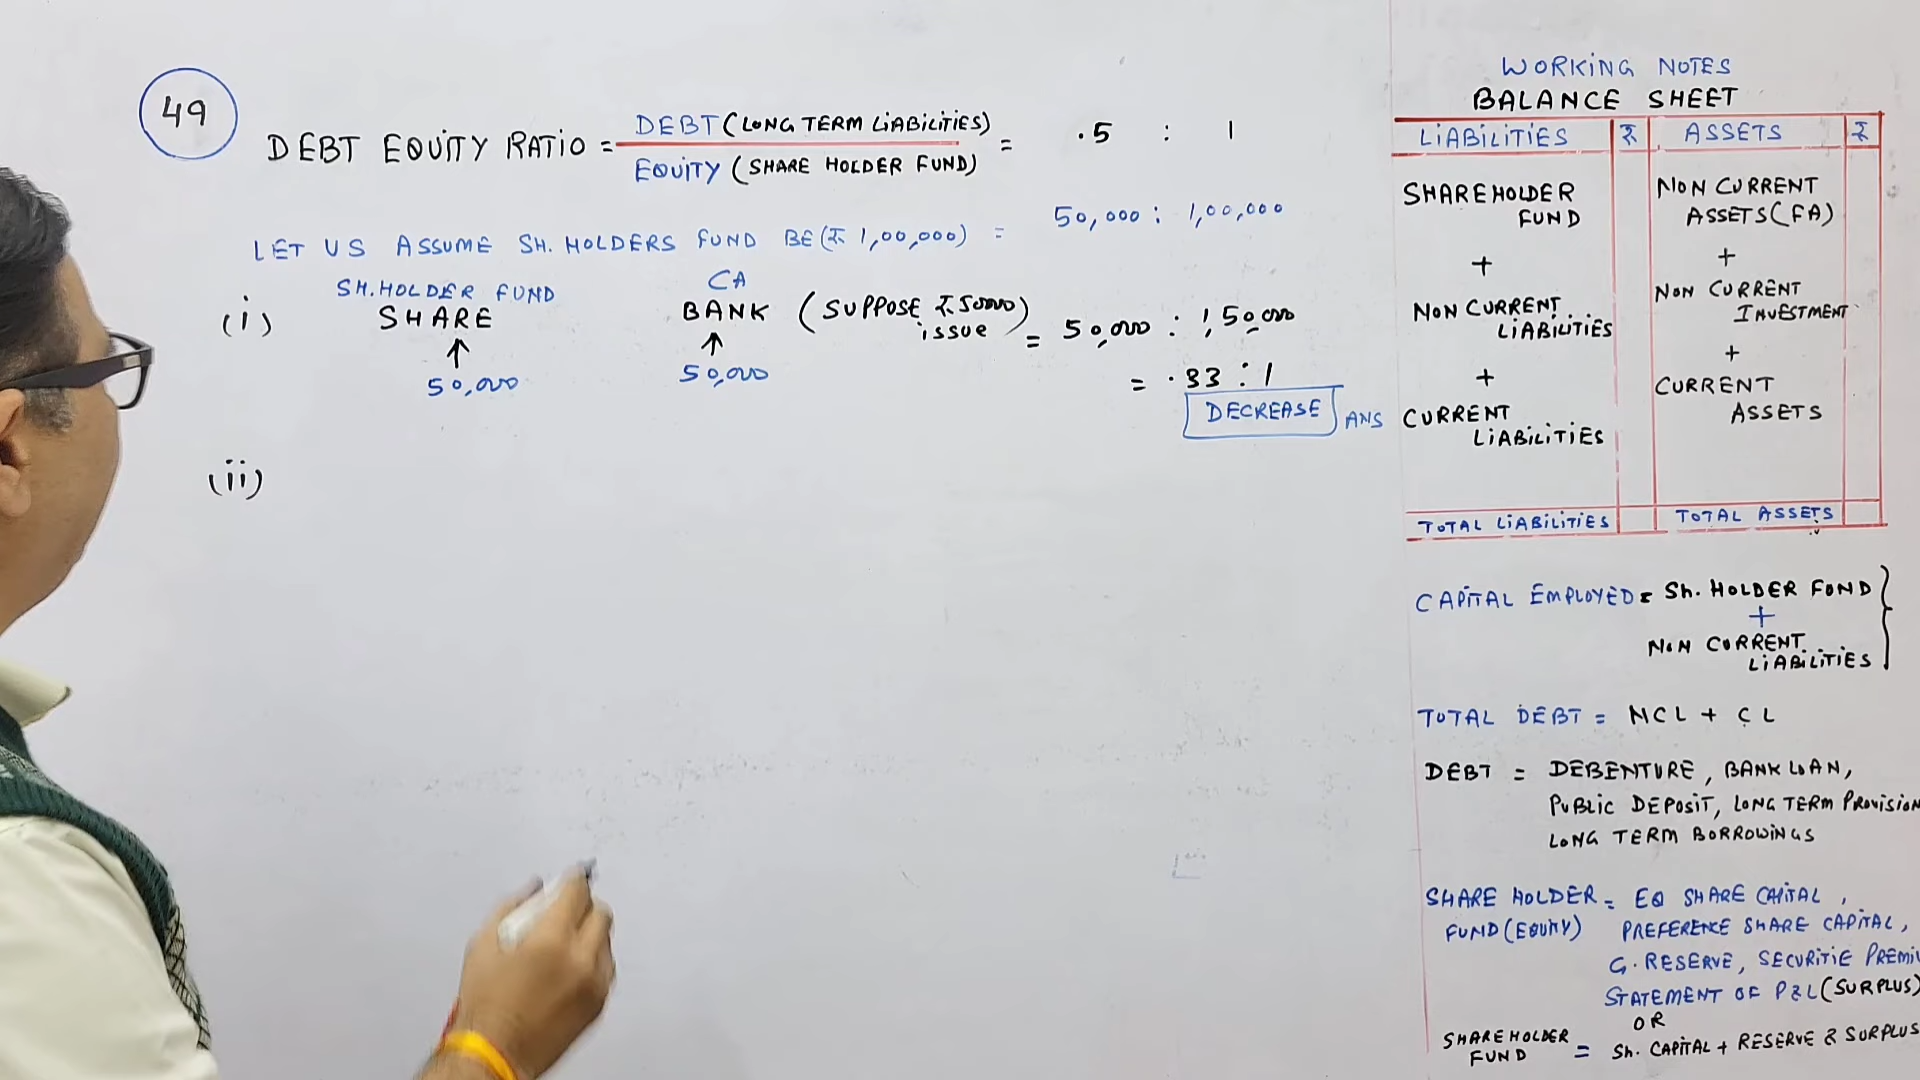 49
DEBT EQUITY RATIO = DEBT (LONG TERM LIABILITIES) / EQUITY (SHARE HOLDER FUND) = .5 : 1
LET US ASSUME SH. HOLDERS FUND BE (₹ 1,00,000) = 50,000 : 1,00,000
(i) SH.HOLDER FUND
SHARE
↑
50,000
CA
BANK
↑
50,000
(SUPPOSE ₹ 50000 issue)
= 50,000 : 1,50,000
= .33 : 1
DECREASE ANS
(ii)
WORKING NOTES
BALANCE SHEET
LIABILITIES ₹ ASSETS ₹
SHAREHOLDER
FUND
+
NON CURRENT
LIABILITIES
+
CURRENT
LIABILITIES
TOTAL LIABILITIES
NON CURRENT
ASSETS (FA)
+
NON CURRENT
INVESTMENT
+
CURRENT
ASSETS
TOTAL ASSETS
CAPITAL EMPLOYED = SH. HOLDER FUND
+
NON CURRENT
LIABILITIES
TOTAL DEBT = NCL + CL
DEBT = DEBENTURE, BANK LOAN,
PUBLIC DEPOSIT, LONG TERM PROVISION
LONG TERM BORROWINGS
SHARE HOLDER = EQ SHARE CAPITAL,
FUND (EQUITY) PREFERENCE SHARE CAPITAL,
G. RESERVE, SECURITIE PREMIU
STATEMENT OF P&L (SURPLUS)
OR
SHAREHOLDER
FUND = SH. CAPITAL + RESERVE & SURPLUS